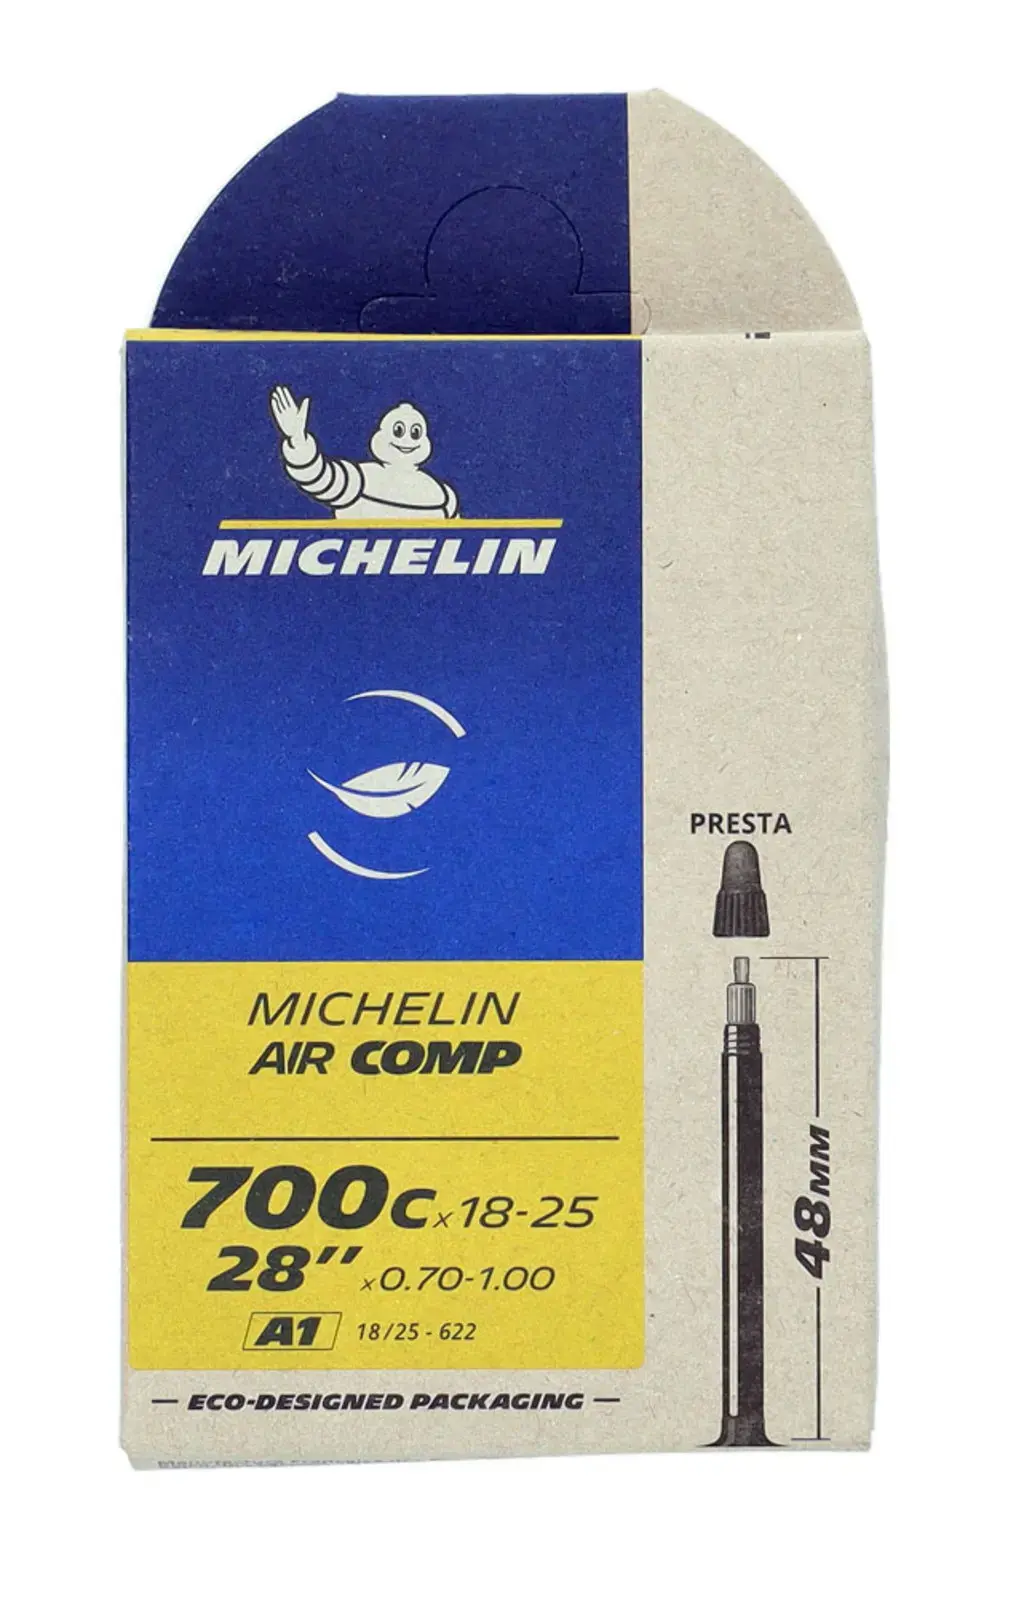 MICHELIN
PRESTA
MICHELIN
AIR COMP
48MM
700C x 18-25
28" x 0.70-1.00
A1 18/25 - 622
— ECO-DESIGNED PACKAGING —